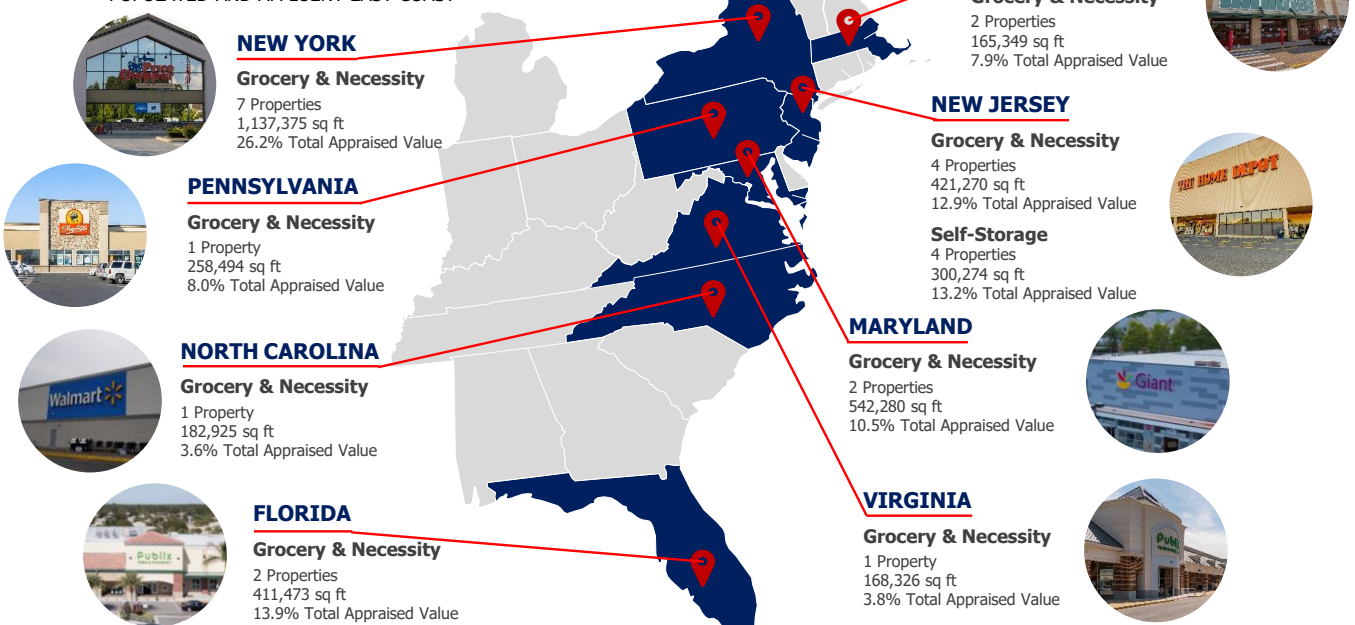 NEW YORK
Grocery & Necessity
7 Properties
1,137,375 sq ft
26.2% Total Appraised Value
PENNSYLVANIA
Grocery & Necessity
1 Property
258,494 sq ft
8.0% Total Appraised Value
NORTH CAROLINA
Grocery & Necessity
1 Property
182,925 sq ft
3.6% Total Appraised Value
Walmart
FLORIDA
Grocery & Necessity
2 Properties
411,473 sq ft
13.9% Total Appraised Value
Publix
2 Properties
165,349 sq ft
7.9% Total Appraised Value
NEW JERSEY
Grocery & Necessity
4 Properties
421,270 sq ft
12.9% Total Appraised Value
Self-Storage
4 Properties
300,274 sq ft
13.2% Total Appraised Value
THE HOME DEPOT
MARYLAND
Grocery & Necessity
2 Properties
542,280 sq ft
10.5% Total Appraised Value
Giant
VIRGINIA
Grocery & Necessity
1 Property
168,326 sq ft
3.8% Total Appraised Value